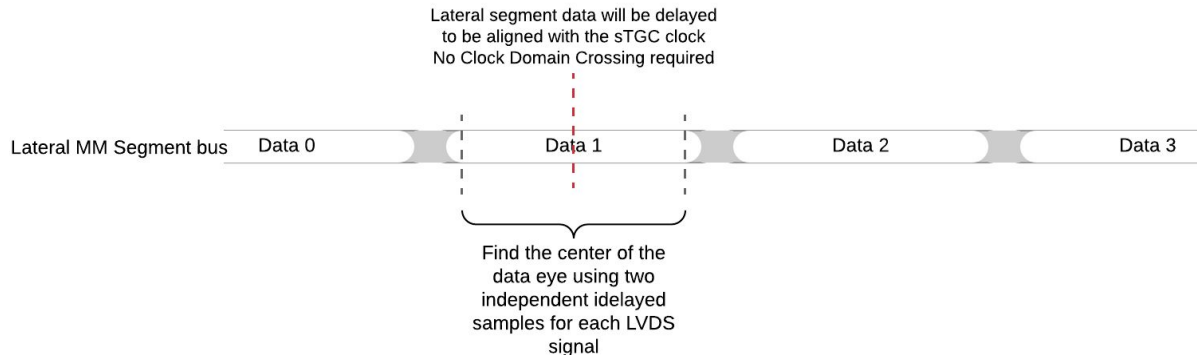 Lateral segment data will be delayed
to be aligned with the sTGC clock
No Clock Domain Crossing required
Lateral MM Segment bus
Data 0
Data 1
Data 2
Data 3
Find the center of the
data eye using two
independent idelayed
samples for each LVDS
signal